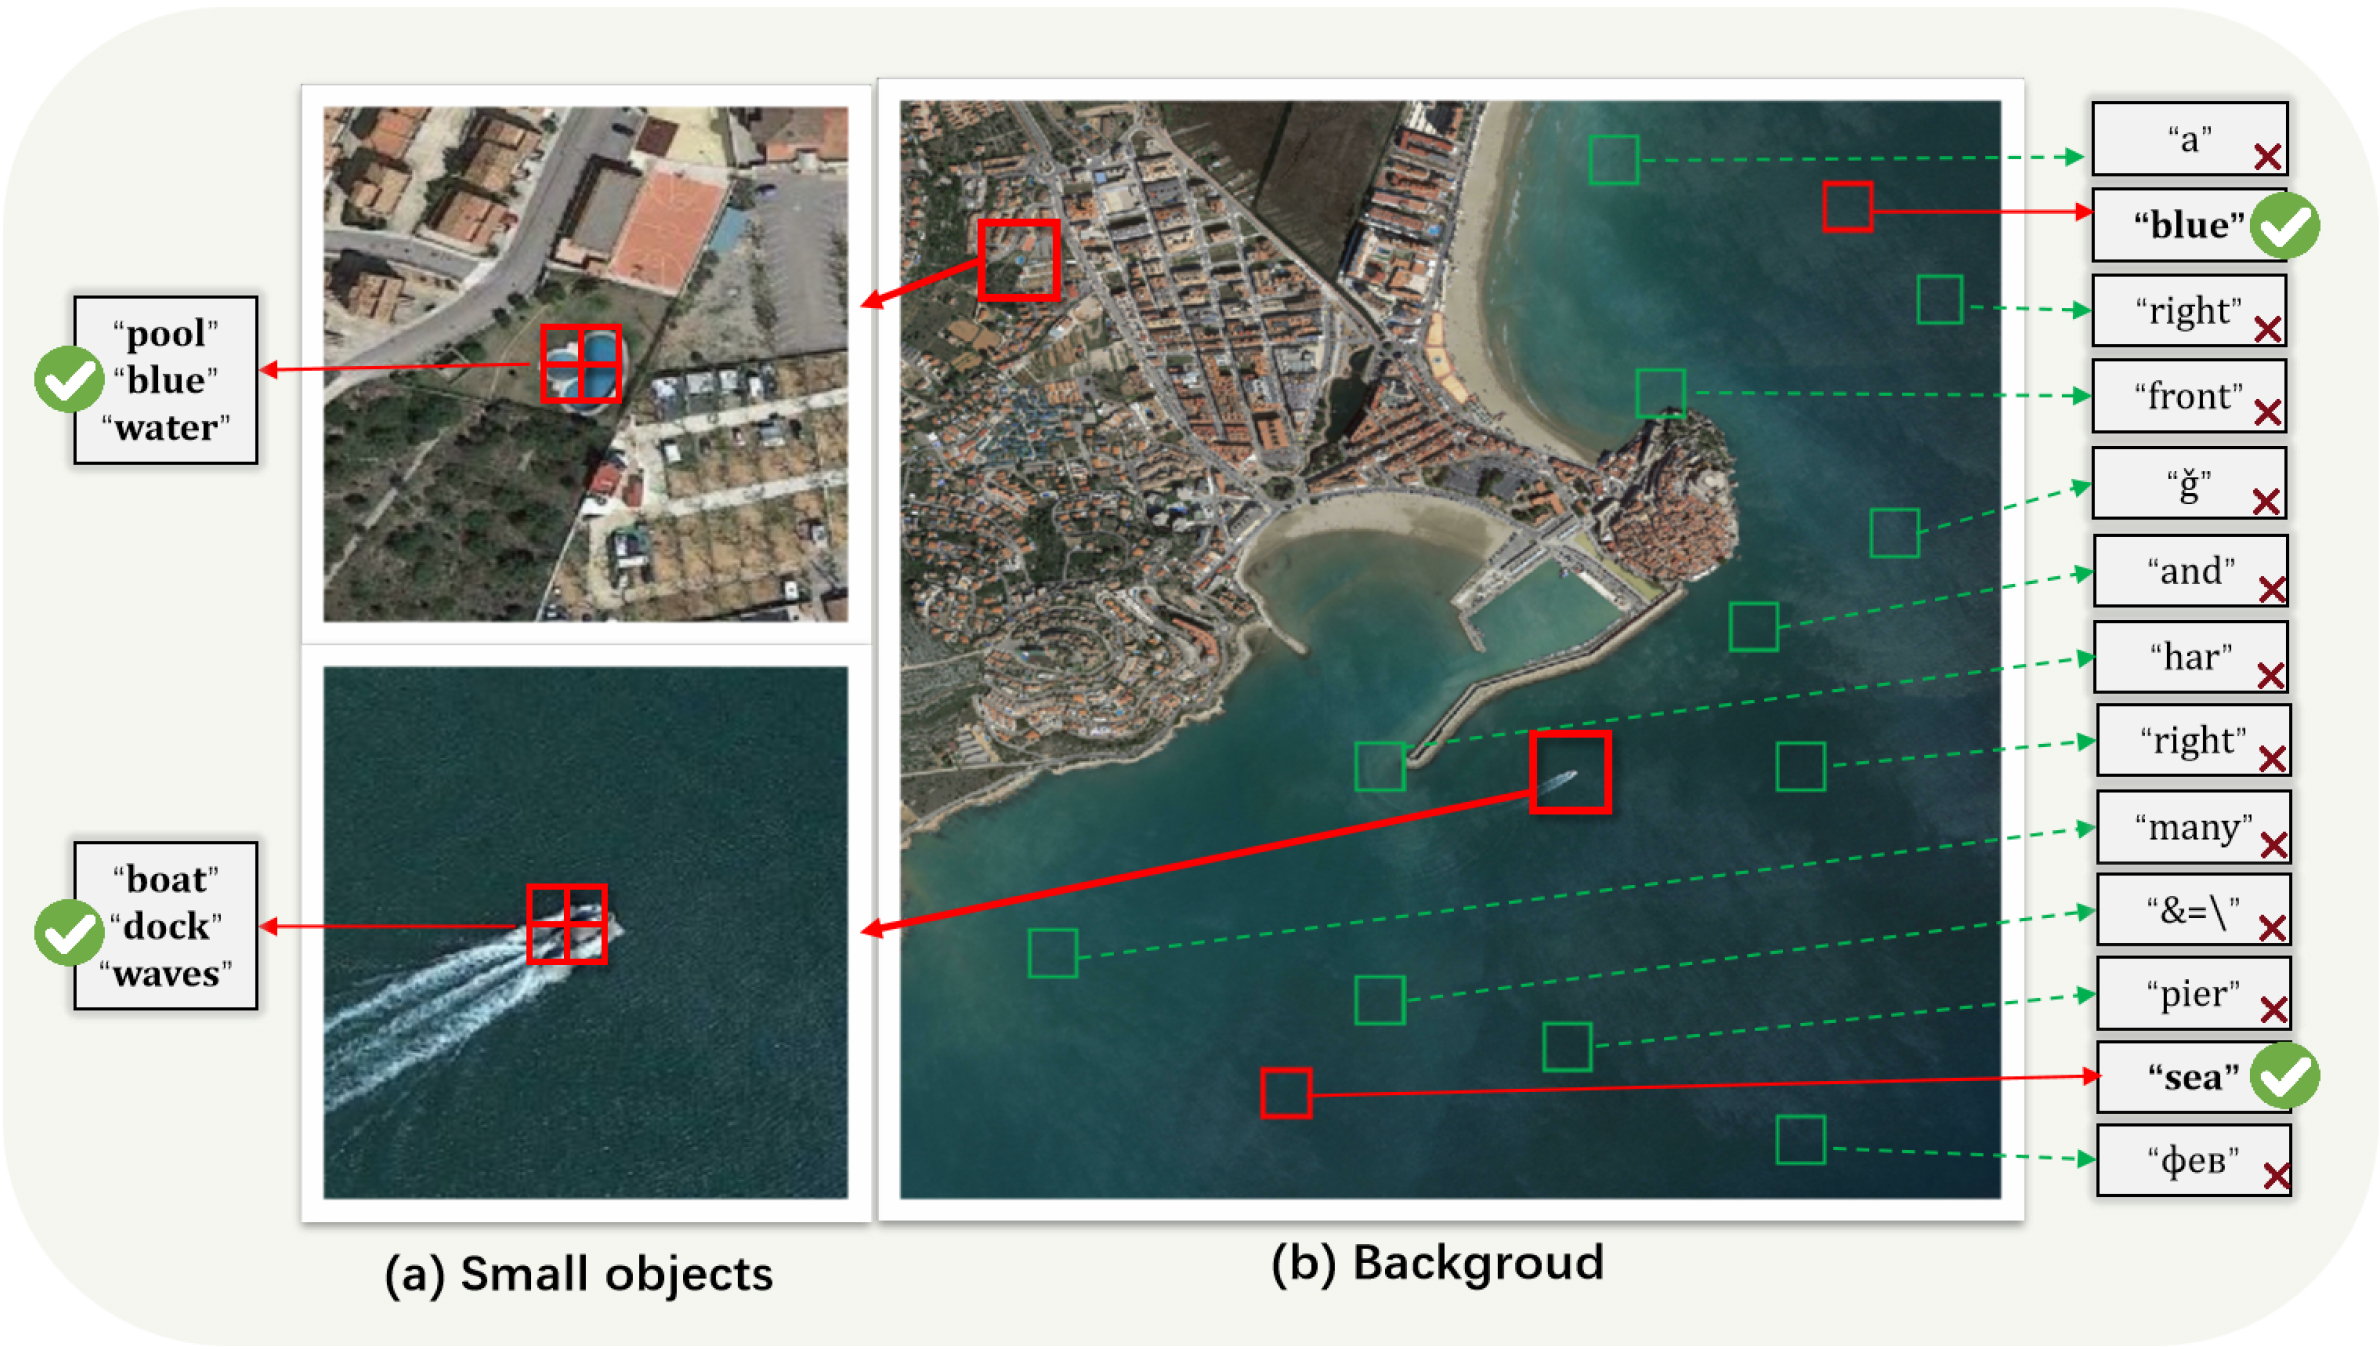 “pool”
“blue”
“water”
“boat”
“dock”
“waves”
(a) Small objects
“a”
“blue”
“right”
“front”
“ğ”
“and”
“har”
“right”
“many”
“&=\”
“pier”
“sea”
“фев”
(b) Backgroud